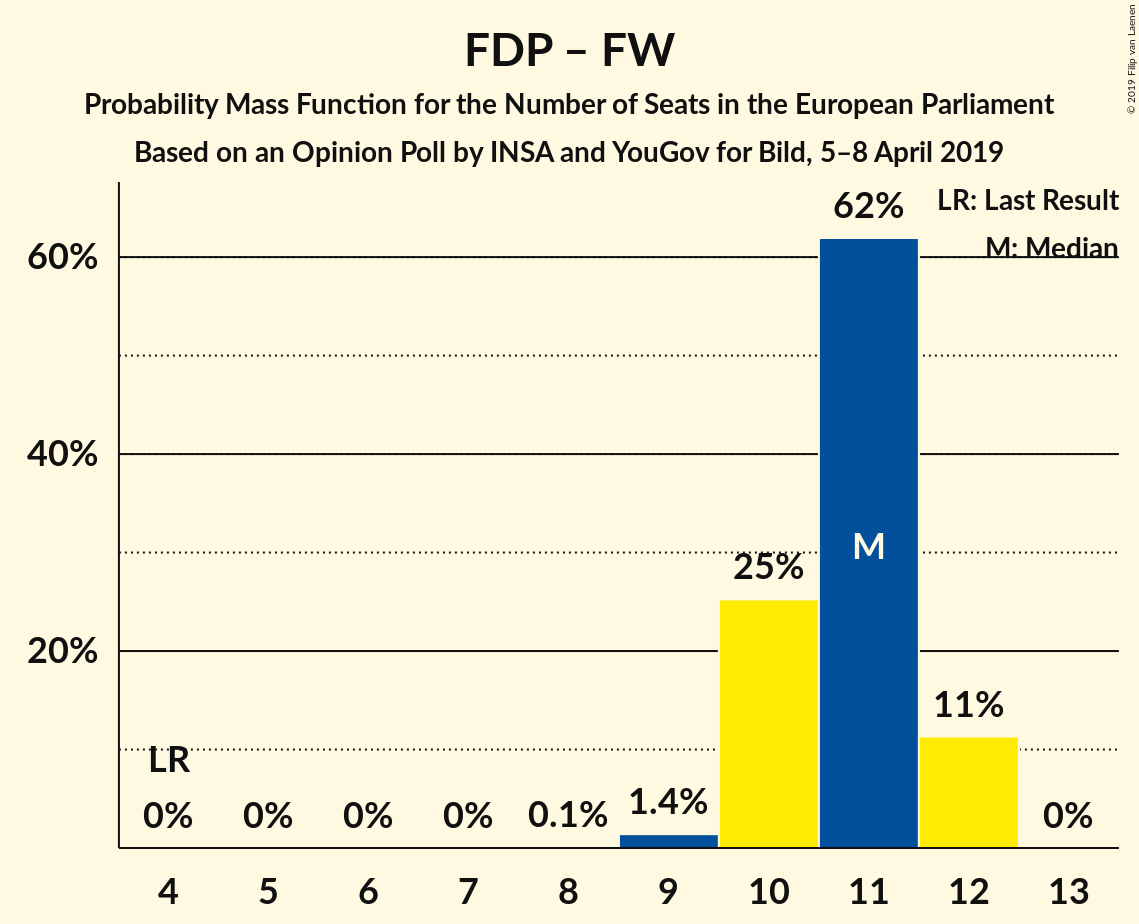 FDP – FW
Probability Mass Function for the Number of Seats in the European Parliament
Based on an Opinion Poll by INSA and YouGov for Bild, 5–8 April 2019
© 2019 Filip van Laenen
LR: Last Result
M: Median
60%
40%
20%
LR
0%
0%
0%
0%
0.1%
1.4%
25%
62%
M
11%
0%
4 5 6 7 8 9 10 11 12 13